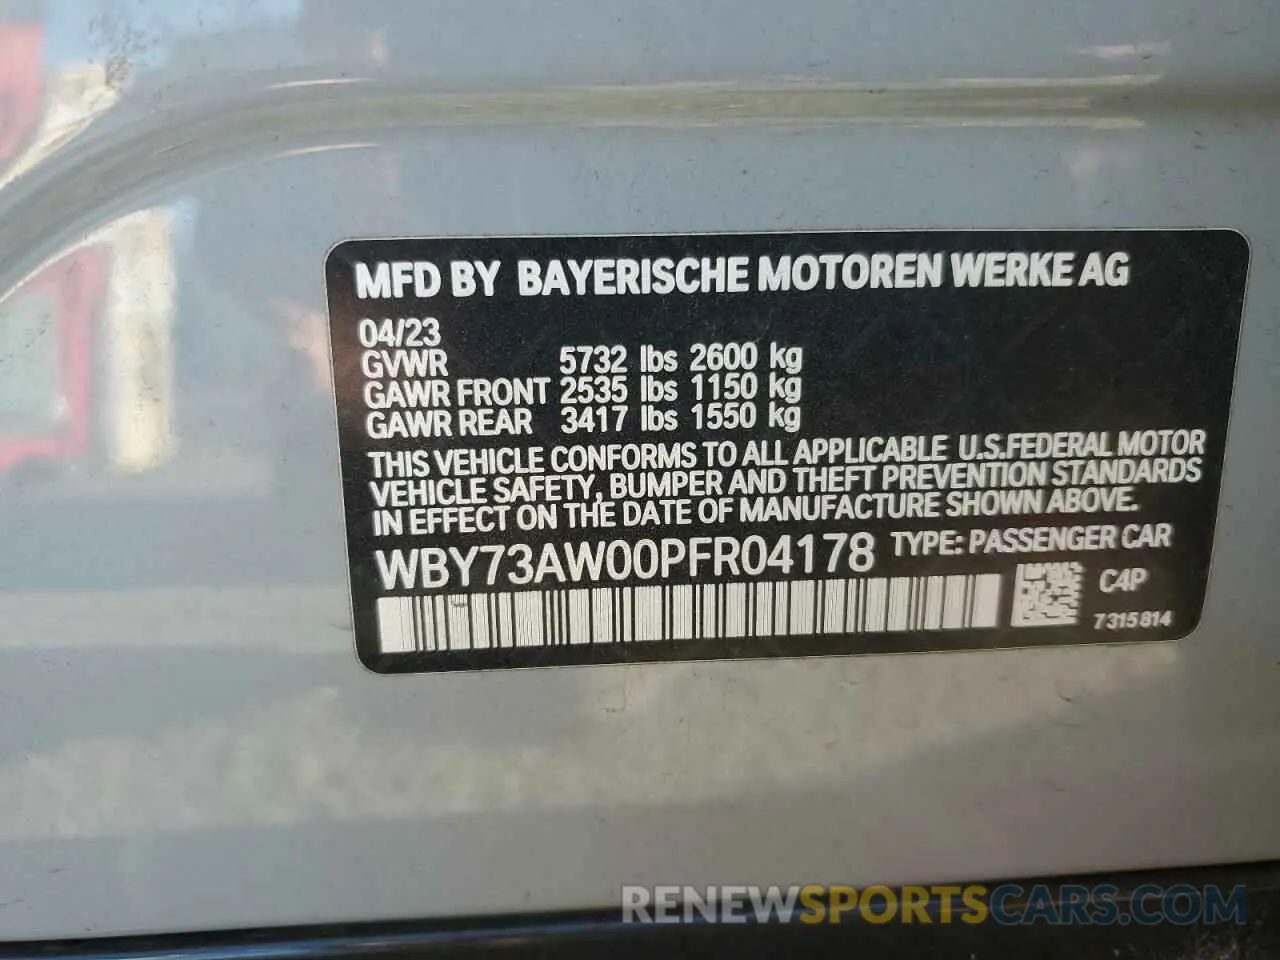 MFD BY BAYERISCHE MOTOREN WERKE AG
04/23
GVWR 5732 lbs 2600 kg
GAWR FRONT 2535 lbs 1150 kg
GAWR REAR 3417 lbs 1550 kg
THIS VEHICLE CONFORMS TO ALL APPLICABLE U.S.FEDERAL MOTOR
VEHICLE SAFETY, BUMPER AND THEFT PREVENTION STANDARDS
IN EFFECT ON THE DATE OF MANUFACTURE SHOWN ABOVE.
WBY73AW00PFR04178 TYPE: PASSENGER CAR
C4P
7315814
RENEWSPORTSCARS.COM